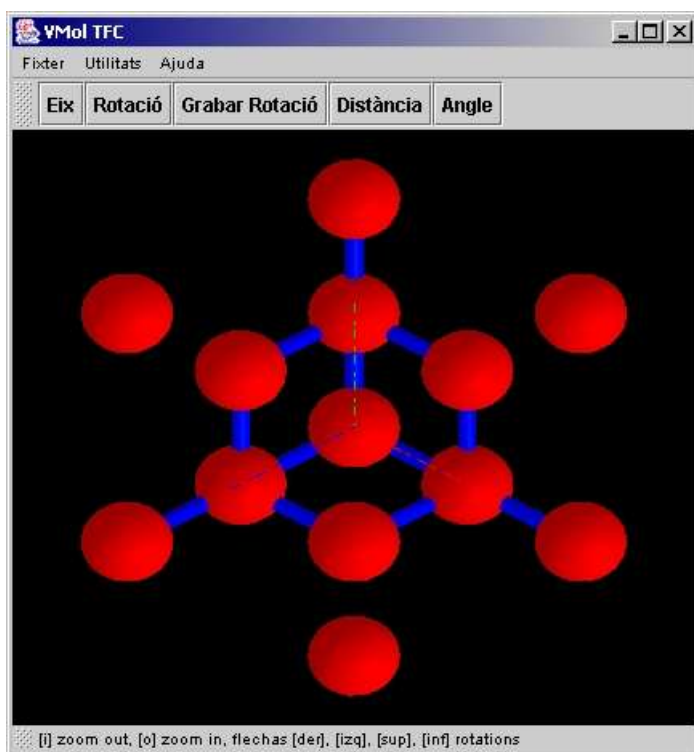 VMol TFC
Fixter Utilitats Ajuda
Eix Rotació Grabar Rotació Distància Angle
[i] zoom out, [o] zoom in, flechas [der], [izq], [sup], [inf] rotations